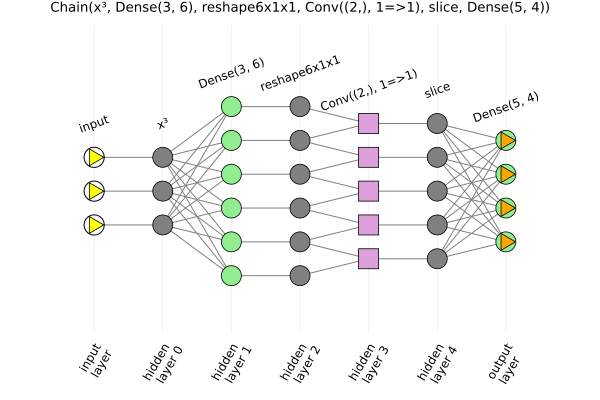 Chain(x³, Dense(3, 6), reshape6x1x1, Conv((2,), 1=>1), slice, Dense(5, 4))
input
x³
Dense(3, 6)
reshape6x1x1
Conv((2,), 1=>1)
slice
Dense(5, 4)
input
layer
hidden
layer 0
hidden
layer 1
hidden
layer 2
hidden
layer 3
hidden
layer 4
output
layer